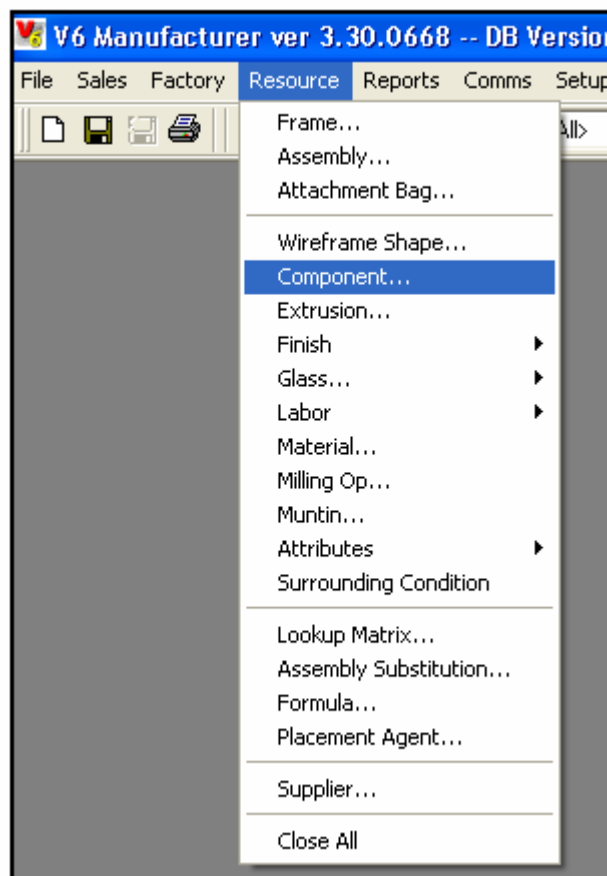 V6 Manufacturer ver 3.30.0668 -- DB Version
File Sales Factory Resource Reports Comms Setup
All>
Frame...
Assembly...
Attachment Bag...
Wireframe Shape...
Component...
Extrusion...
Finish
Glass...
Labor
Material...
Milling Op...
Muntin...
Attributes
Surrounding Condition
Lookup Matrix...
Assembly Substitution...
Formula...
Placement Agent...
Supplier...
Close All